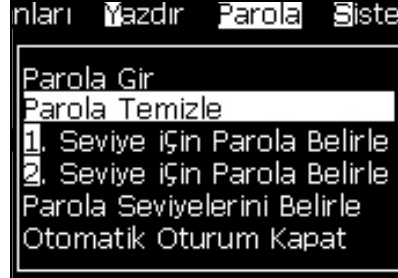 nları Yazdır Parola Siste
Parola Gir
Parola Temizle
1. Seviye için Parola Belirle
2. Seviye için Parola Belirle
Parola Seviyelerini Belirle
Otomatik Oturum Kapat